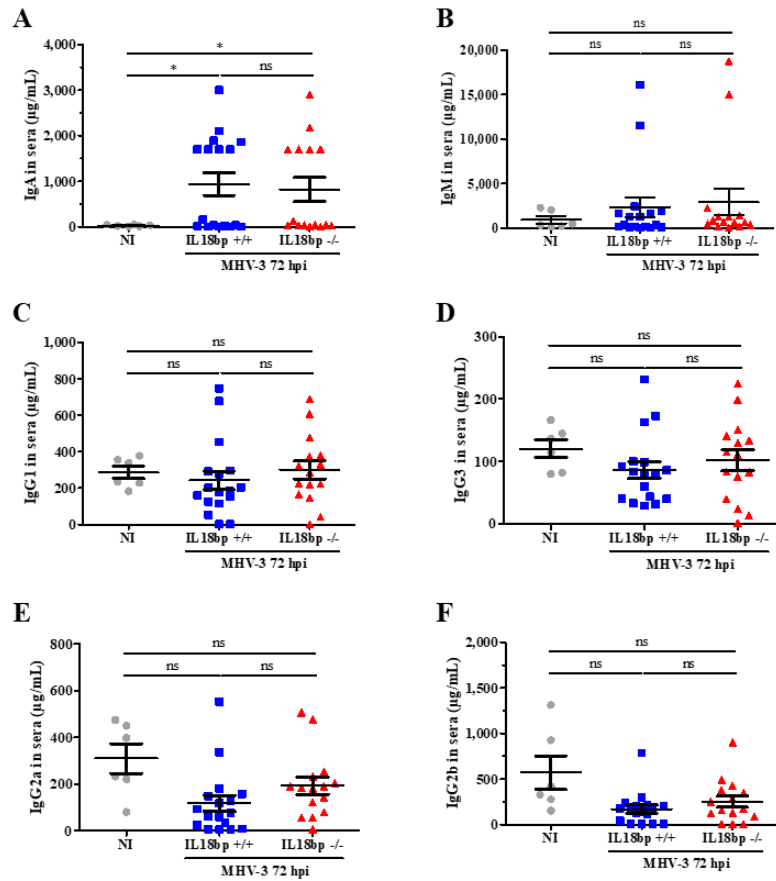 A
IgA in sera (µg/mL)
4,000
3,000
2,000
1,000
0
*
*
ns
NI
IL18bp +/+
IL18bp -/-
MHV-3 72 hpi
B
IgM in sera (µg/mL)
20,000
15,000
10,000
5,000
0
ns
ns
ns
NI
IL18bp +/+
IL18bp -/-
MHV-3 72 hpi
C
IgG1 in sera (µg/mL)
1,000
800
600
400
200
0
ns
ns
ns
NI
IL18bp +/+
IL18bp -/-
MHV-3 72 hpi
D
IgG3 in sera (µg/mL)
300
200
100
0
ns
ns
ns
NI
IL18bp +/+
IL18bp -/-
MHV-3 72 hpi
E
IgG2a in sera (µg/mL)
800
600
400
200
0
ns
ns
ns
NI
IL18bp +/+
IL18bp -/-
MHV-3 72 hpi
F
IgG2b in sera (µg/mL)
2,000
1,500
1,000
500
0
ns
ns
ns
NI
IL18bp +/+
IL18bp -/-
MHV-3 72 hpi